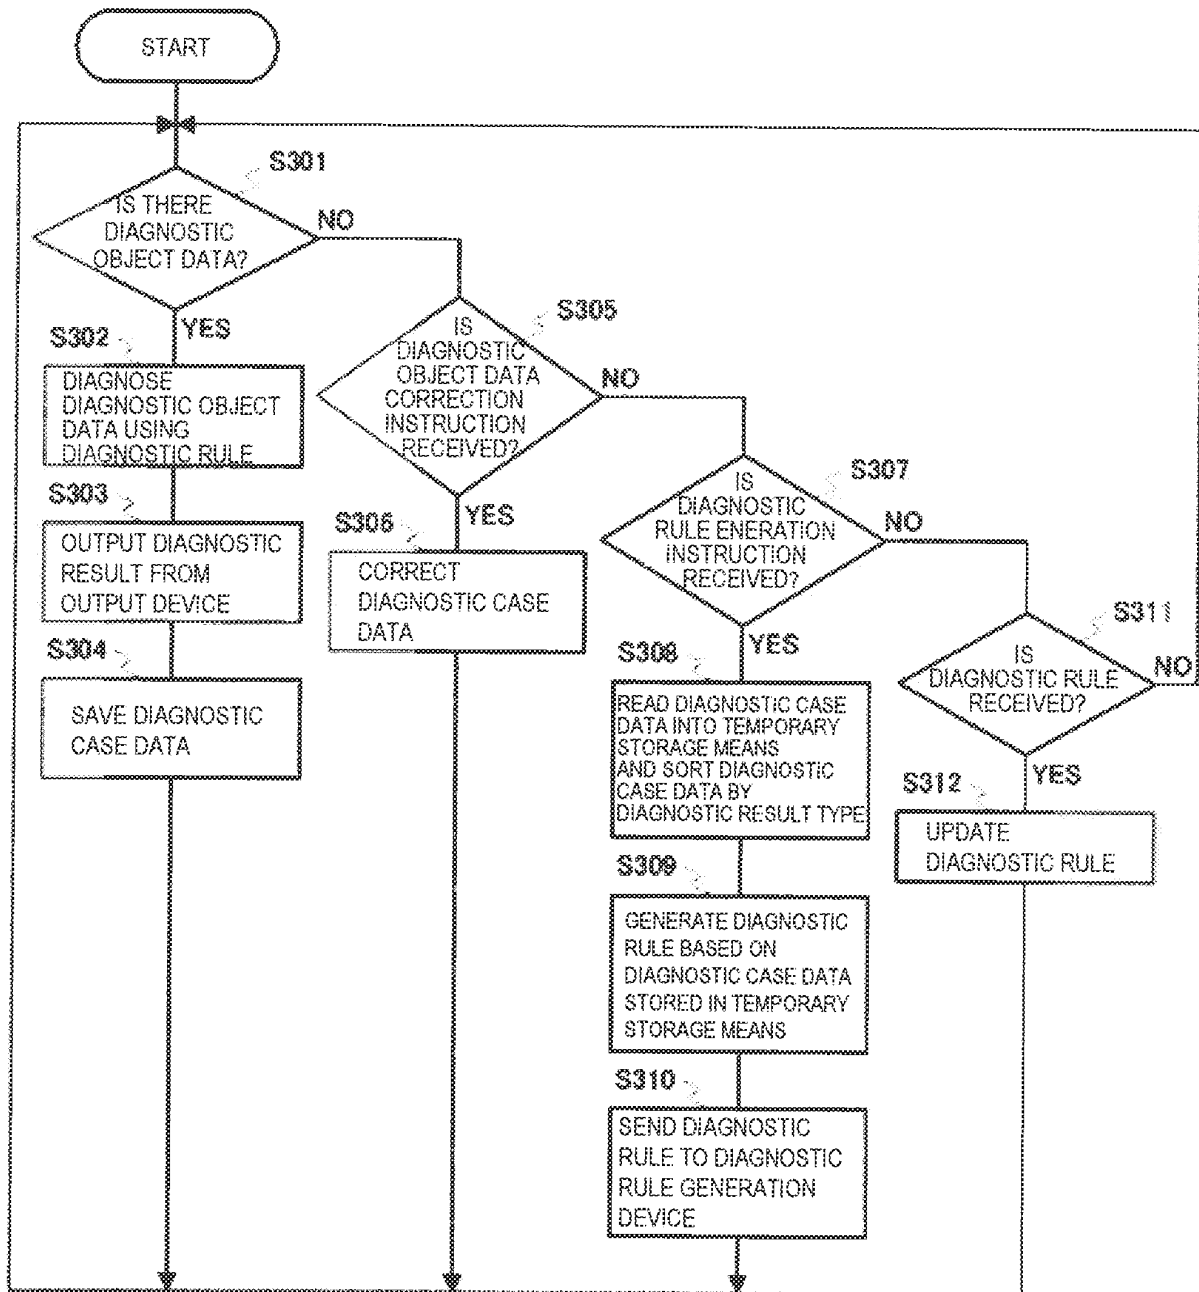 START
S301
IS THERE
DIAGNOSTIC
OBJECT DATA?
NO
YES
S302
DIAGNOSE
DIAGNOSTIC OBJECT
DATA USING
DIAGNOSTIC RULE
S303
OUTPUT DIAGNOSTIC
RESULT FROM
OUTPUT DEVICE
S304
SAVE DIAGNOSTIC
CASE DATA
S305
IS
DIAGNOSTIC
OBJECT DATA
CORRECTION
INSTRUCTION
RECEIVED?
NO
YES
S306
CORRECT
DIAGNOSTIC CASE
DATA
S307
IS
DIAGNOSTIC
RULE ENERATION
INSTRUCTION
RECEIVED?
NO
YES
S308
READ DIAGNOSTIC CASE
DATA INTO TEMPORARY
STORAGE MEANS
AND SORT DIAGNOSTIC
CASE DATA BY
DIAGNOSTIC RESULT TYPE
S309
GENERATE DIAGNOSTIC
RULE BASED ON
DIAGNOSTIC CASE DATA
STORED IN TEMPORARY
STORAGE MEANS
S310
SEND DIAGNOSTIC
RULE TO DIAGNOSTIC
RULE GENERATION
DEVICE
S311
IS
DIAGNOSTIC RULE
RECEIVED?
NO
YES
S312
UPDATE
DIAGNOSTIC RULE